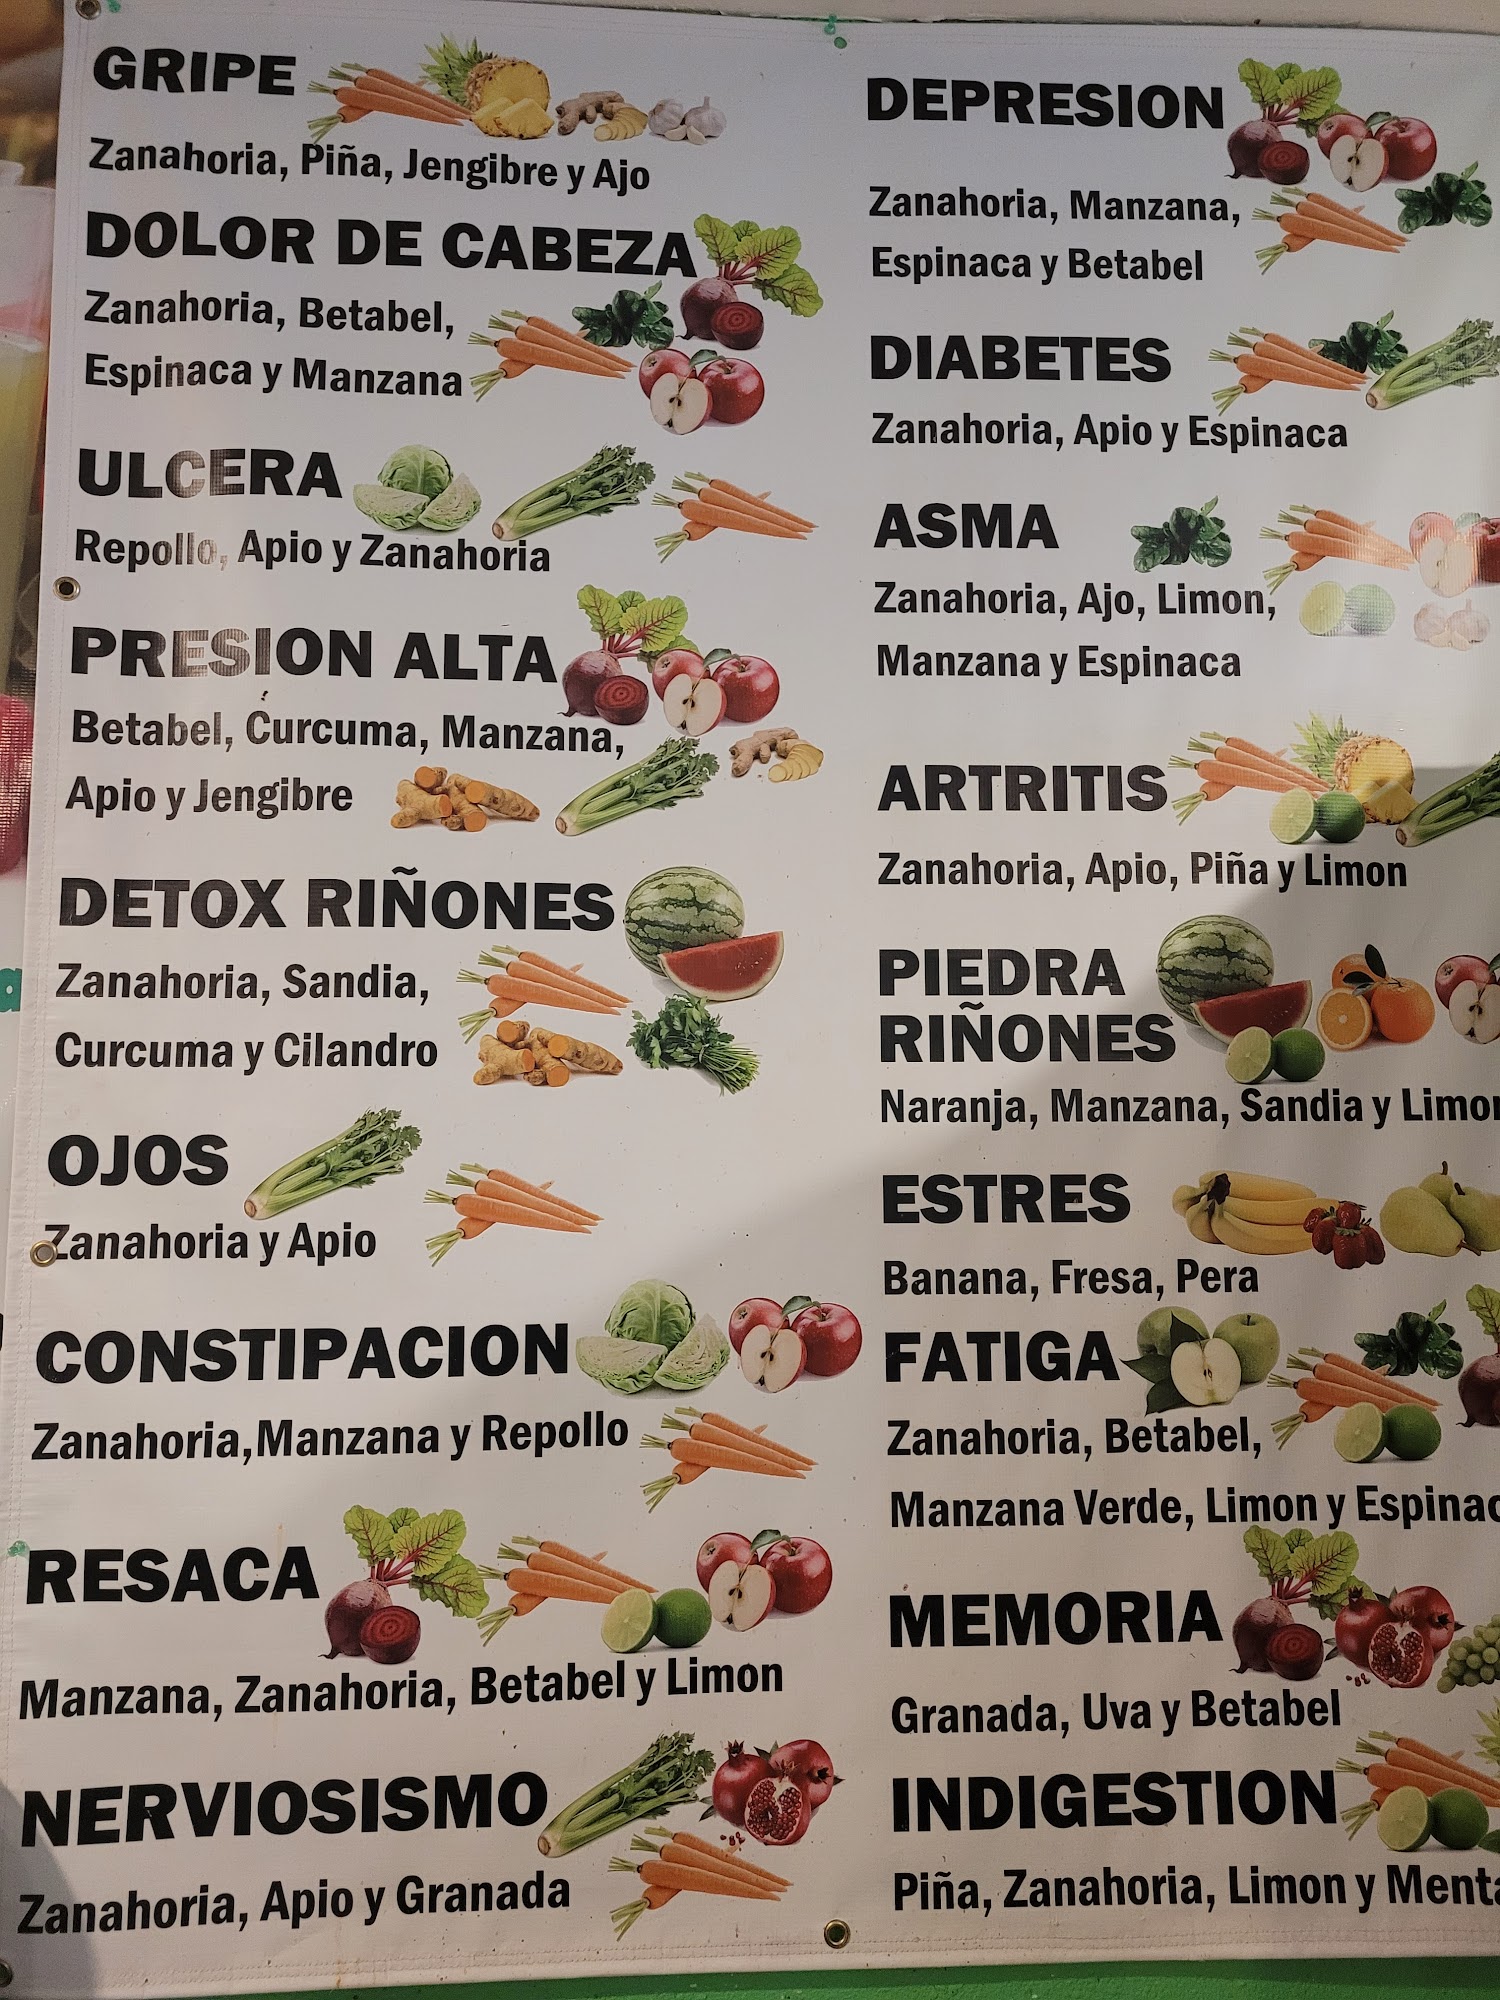 GRIPE
Zanahoria, Piña, Jengibre y Ajo
DOLOR DE CABEZA
Zanahoria, Betabel,
Espinaca y Manzana
ULCERA
Repollo, Apio y Zanahoria
PRESION ALTA
Betabel, Curcuma, Manzana,
Apio y Jengibre
DETOX RIÑONES
Zanahoria, Sandia,
Curcuma y Cilandro
OJOS
Zanahoria y Apio
CONSTIPACION
Zanahoria,Manzana y Repollo
RESACA
Manzana, Zanahoria, Betabel y Limon
NERVIOSISMO
Zanahoria, Apio y Granada
DEPRESION
Zanahoria, Manzana,
Espinaca y Betabel
DIABETES
Zanahoria, Apio y Espinaca
ASMA
Zanahoria, Ajo, Limon,
Manzana y Espinaca
ARTRITIS
Zanahoria, Apio, Piña y Limon
PIEDRA
RIÑONES
Naranja, Manzana, Sandia y Limon
ESTRES
Banana, Fresa, Pera
FATIGA
Zanahoria, Betabel,
Manzana Verde, Limon y Espinac
MEMORIA
Granada, Uva y Betabel
INDIGESTION
Piña, Zanahoria, Limon y Menta